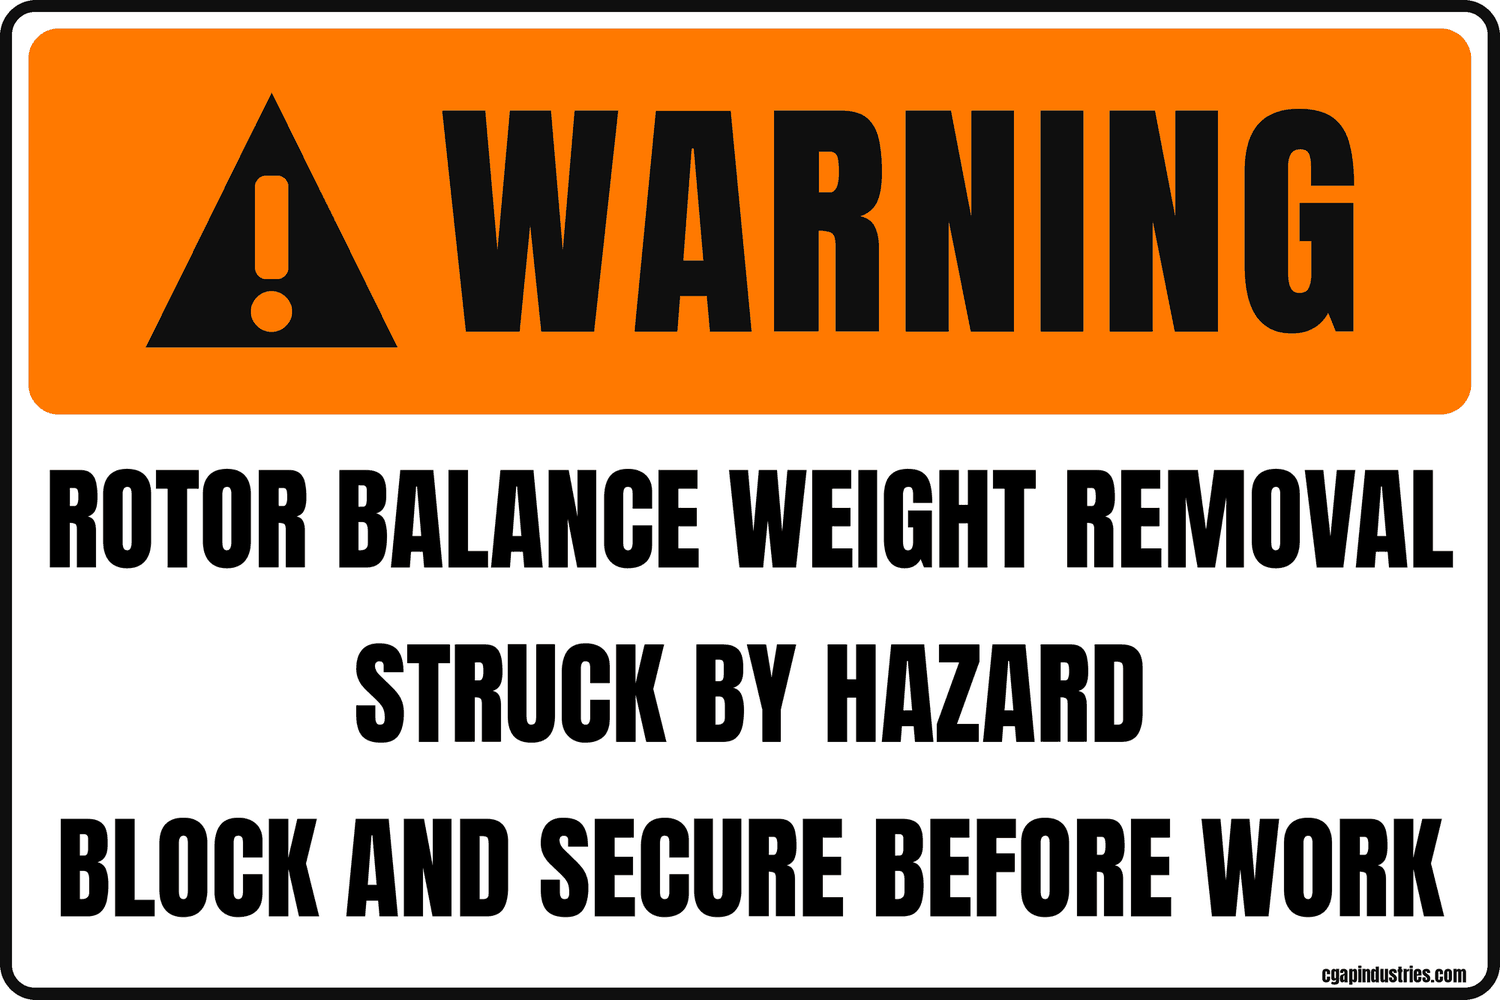 WARNING
ROTOR BALANCE WEIGHT REMOVAL
STRUCK BY HAZARD
BLOCK AND SECURE BEFORE WORK
cgapindustries.com